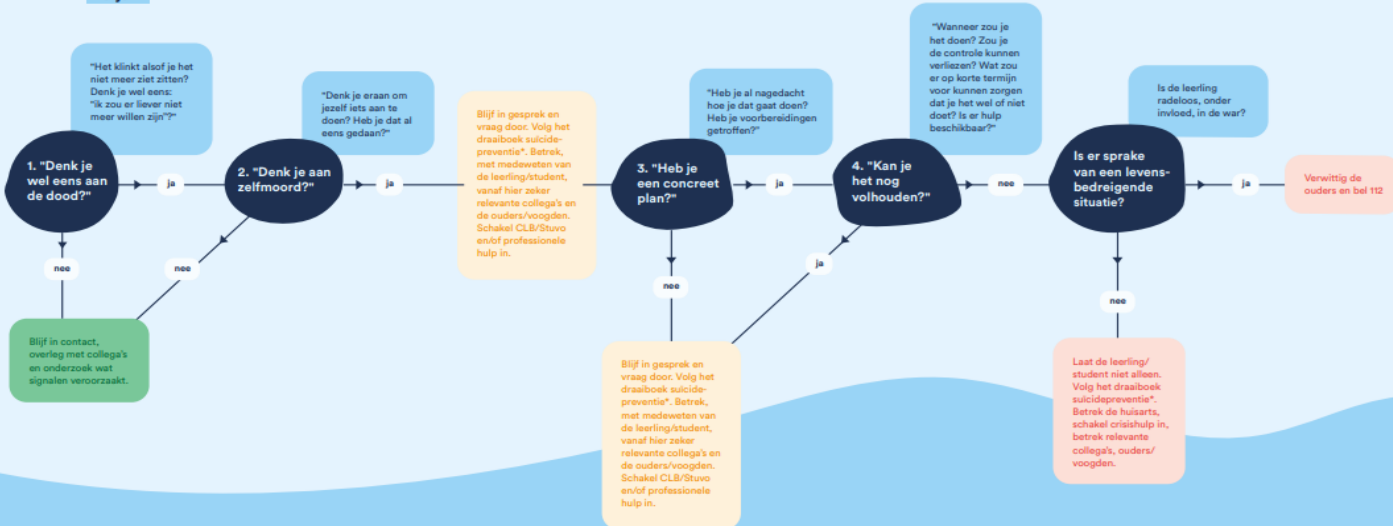 "Het klinkt alsof je het
niet meer ziet zitten?
Denk je wel eens:
"ik zou er liever niet
meer willen zijn"?"
1. "Denk je
wel eens aan
de dood?"
ja
nee
Blijf in contact,
overleg met collega's
en onderzoek wat
signalen veroorzaakt.
"Denk je eraan om
jezelf iets aan te
doen? Heb je dat al
eens gedaan?"
2. "Denk je aan
zelfmoord?"
ja
nee
Blijf in gesprek en
vraag door. Volg het
draaiboek suïcide-
preventie*. Betrek,
met medeweten van
de leerling/student,
vanaf hier zeker
relevante collega's en
de ouders/voogden.
Schakel CLB/Stuvo
en/of professionele
hulp in.
"Heb je al nagedacht
hoe je dat gaat doen?
Heb je voorbereidingen
getroffen?"
3. "Heb je
een concreet
plan?"
ja
nee
Blijf in gesprek en
vraag door. Volg het
draaiboek suïcide-
preventie*. Betrek,
met medeweten van
de leerling/student,
vanaf hier zeker
relevante collega's en
de ouders/voogden.
Schakel CLB/Stuvo
en/of professionele
hulp in.
"Wanneer zou je
het doen? Zou je
de controle kunnen
verliezen? Wat zou
er op korte termijn
voor kunnen zorgen
dat je het wel of niet
doet? Is er hulp
beschikbaar?"
4. "Kan je
het nog
volhouden?"
nee
ja
Is de leerling
radeloos, onder
invloed, in de war?
Is er sprake
van een levens-
bedreigende
situatie?
ja
Verwittig de
ouders en bel 112
nee
Laat de leerling/
student niet alleen.
Volg het draaiboek
suïcidepreventie*.
Betrek de huisarts,
schakel crisishulp in,
betrek relevante
collega's, ouders/
voogden.